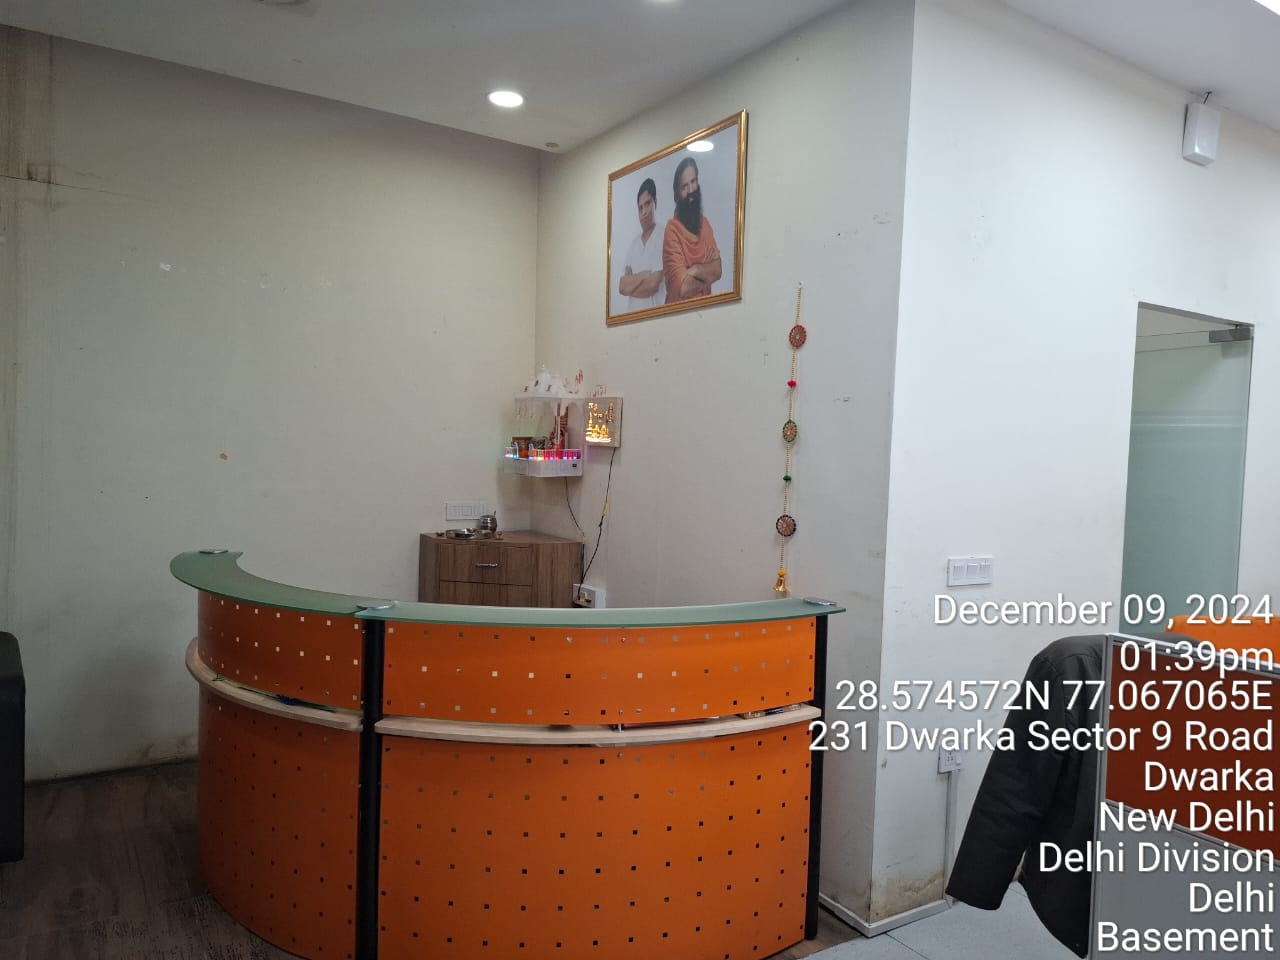 December 09, 2024
01:39pm
28.574572N 77.067065E
231 Dwarka Sector 9 Road
Dwarka
New Delhi
Delhi Division
Delhi
Basement